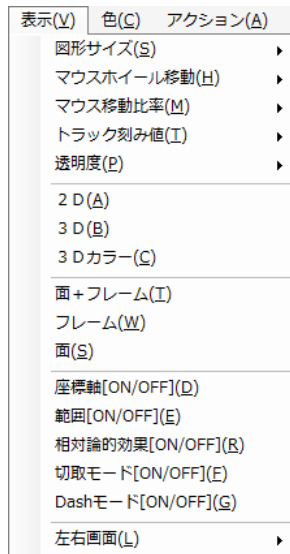 表示(V) 色(C) アクション(A)
図形サイズ(S)
マウスホイール移動(H)
マウス移動比率(M)
トラック刻み値(T)
透明度(P)
２Ｄ(A)
３Ｄ(B)
３Ｄカラー(C)
面＋フレーム(T)
フレーム(W)
面(S)
座標軸[ON/OFF](D)
範囲[ON/OFF](E)
相対論的効果[ON/OFF](R)
切取モード[ON/OFF](F)
Dashモード[ON/OFF](G)
左右画面(L)